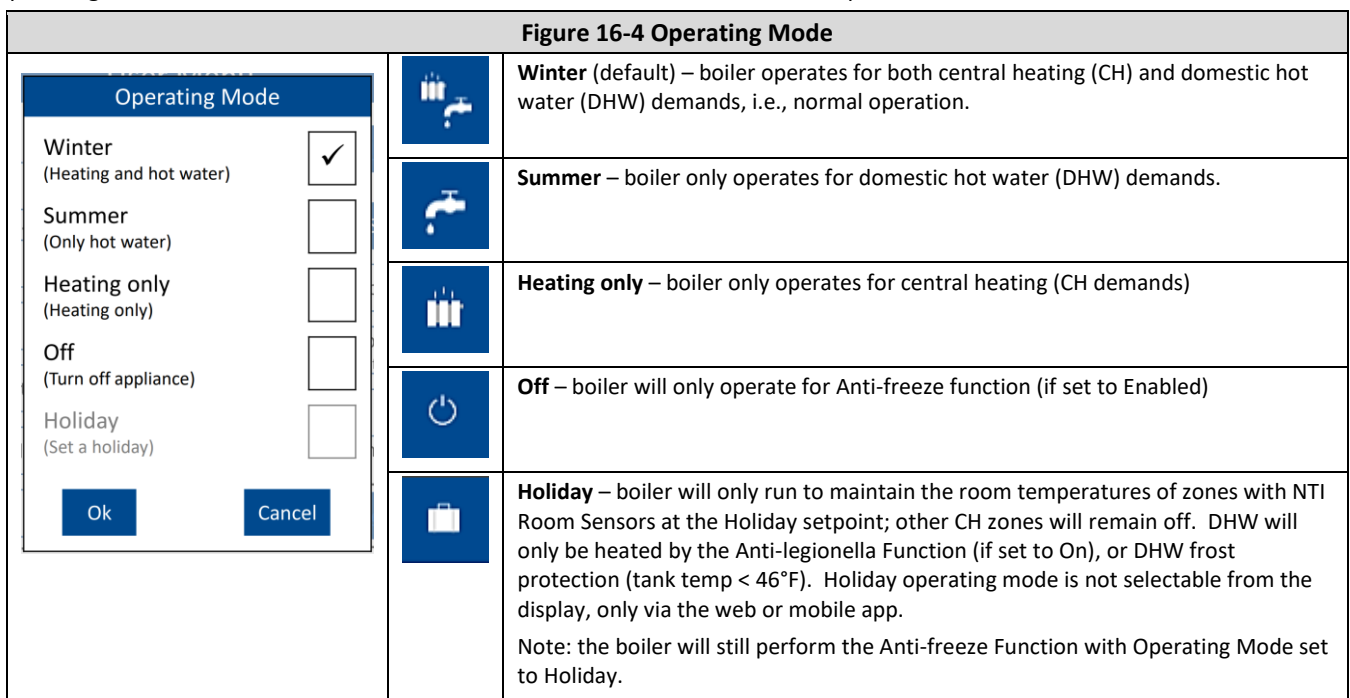 Figure 16-4 Operating Mode
Operating Mode
Winter
(Heating and hot water)
✓
Summer
(Only hot water)
Heating only
(Heating only)
Off
(Turn off appliance)
Holiday
(Set a holiday)
Ok
Cancel
Winter (default) – boiler operates for both central heating (CH) and domestic hot
water (DHW) demands, i.e., normal operation.
Summer – boiler only operates for domestic hot water (DHW) demands.
Heating only – boiler only operates for central heating (CH demands)
Off – boiler will only operate for Anti-freeze function (if set to Enabled)
Holiday – boiler will only run to maintain the room temperatures of zones with NTI
Room Sensors at the Holiday setpoint; other CH zones will remain off.  DHW will
only be heated by the Anti-legionella Function (if set to On), or DHW frost
protection (tank temp < 46°F).  Holiday operating mode is not selectable from the
display, only via the web or mobile app.
Note: the boiler will still perform the Anti-freeze Function with Operating Mode set
to Holiday.